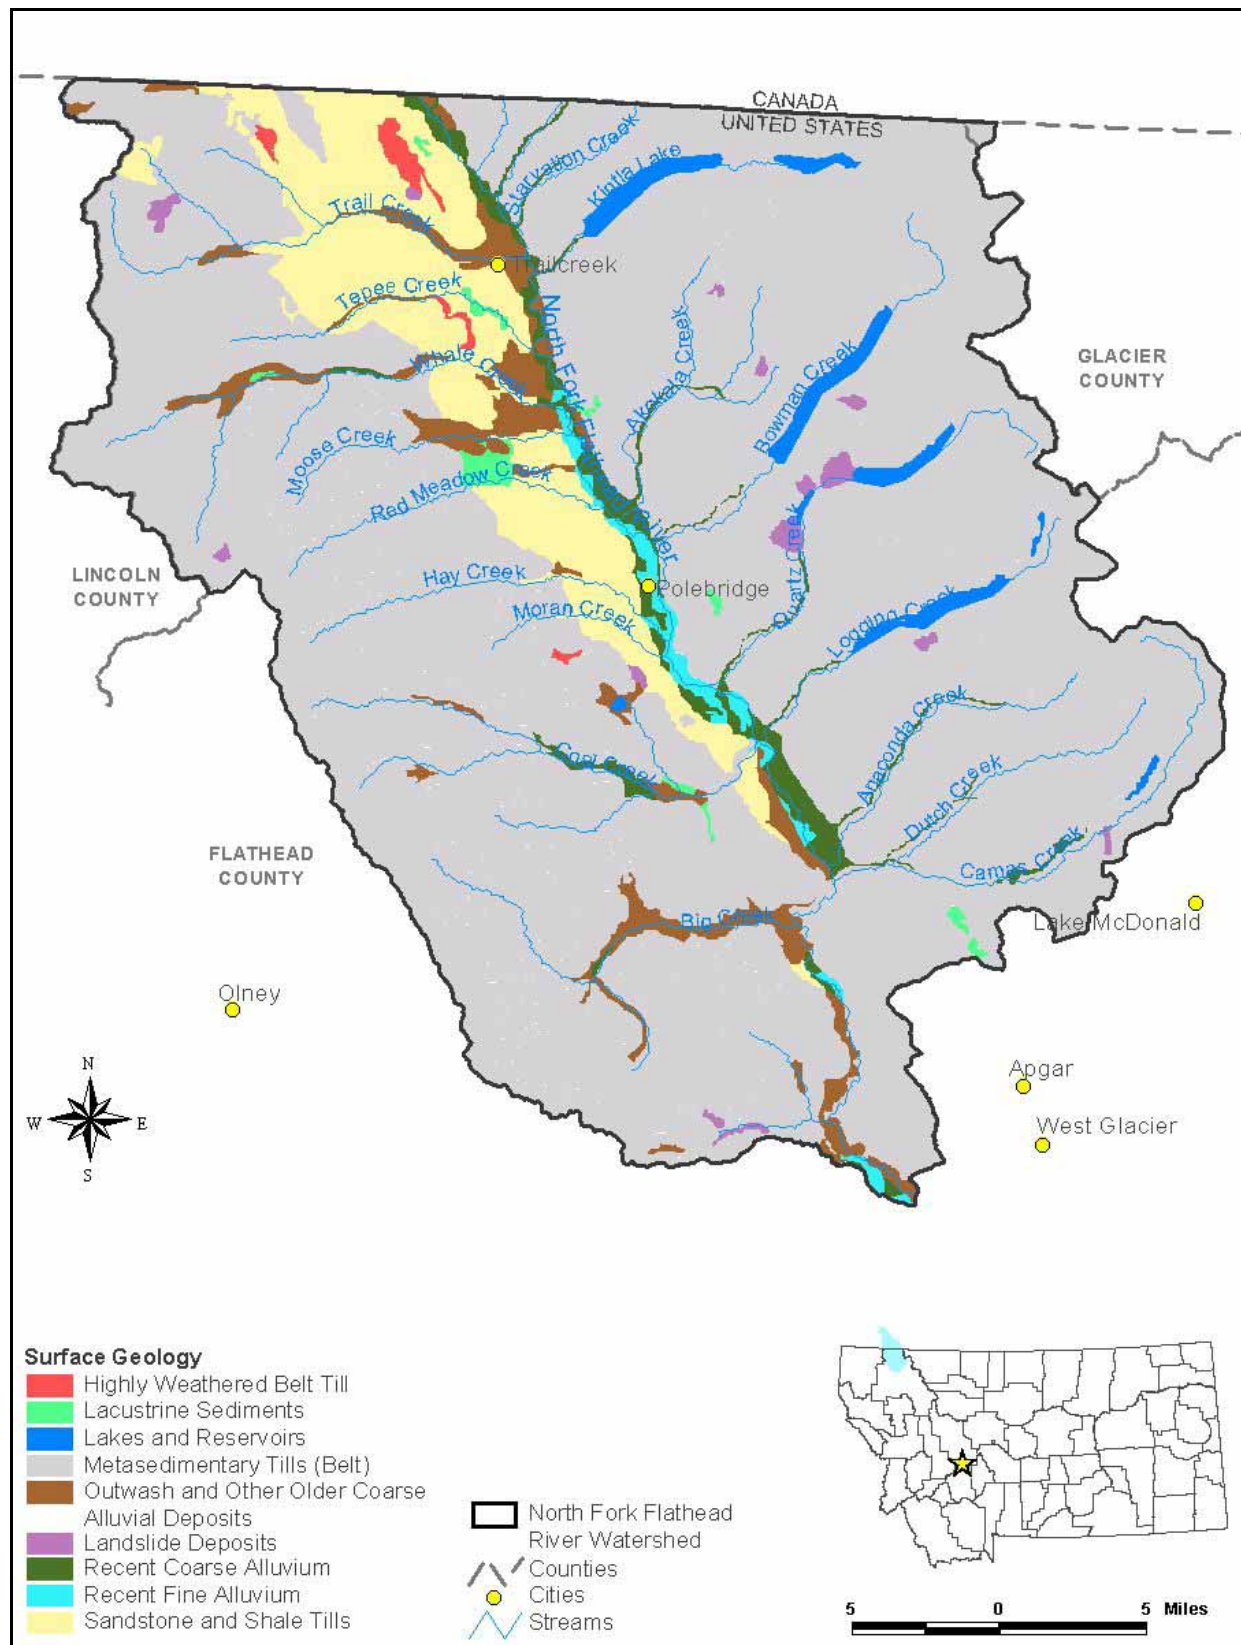 CANADA
UNITED STATES
Starvation Creek
Kintla Lake
Trail Creek
Trailcreek
Tepee Creek
North Fork Flathead River
Whale Creek
Akokala Creek
Bowman Creek
GLACIER
COUNTY
Moose Creek
Red Meadow Creek
Quartz Creek
LINCOLN
COUNTY
Hay Creek
Polebridge
Moran Creek
Logging Creek
Anaconda Creek
Coal Creek
Dutch Creek
FLATHEAD
COUNTY
Camas Creek
Big Creek
Lake McDonald
Olney
N
W E
S
Apgar
West Glacier
Surface Geology
Highly Weathered Belt Till
Lacustrine Sediments
Lakes and Reservoirs
Metasedimentary Tills (Belt)
Outwash and Other Older Coarse
Alluvial Deposits
Landslide Deposits
Recent Coarse Alluvium
Recent Fine Alluvium
Sandstone and Shale Tills
North Fork Flathead
River Watershed
Counties
Cities
Streams
5 0 5 Miles